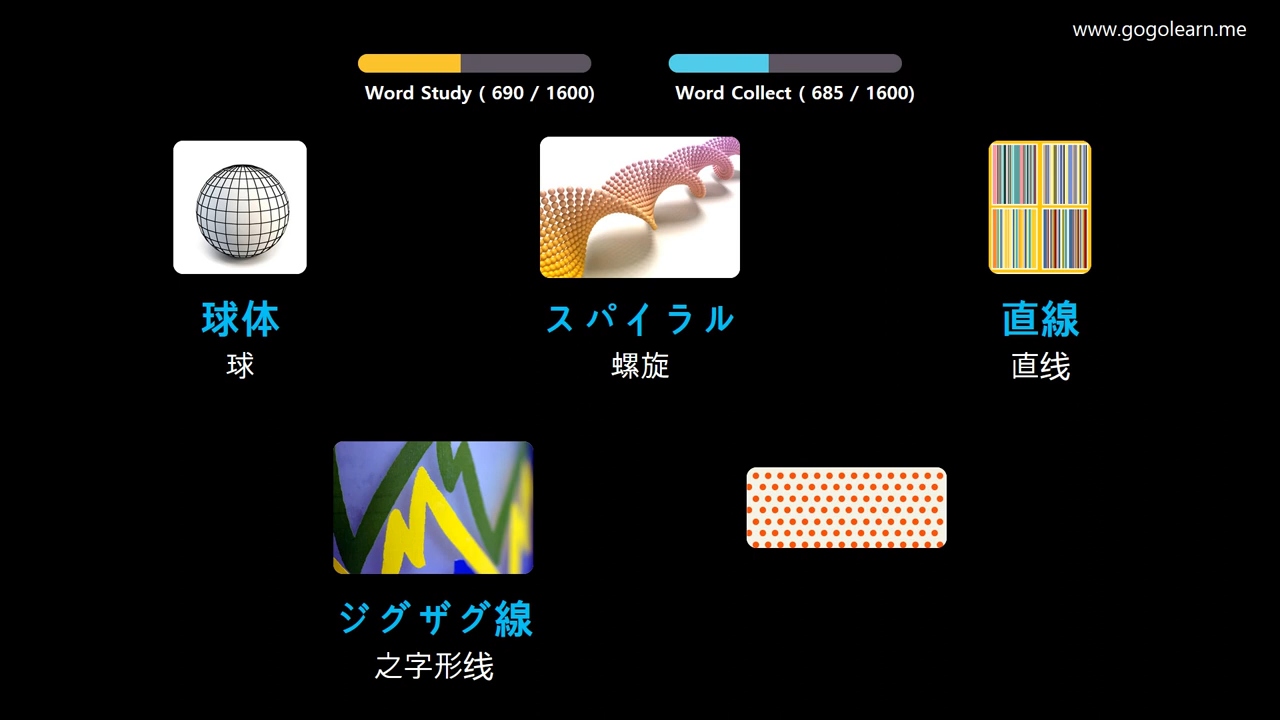 www.gogolearn.me
Word Study ( 690 / 1600)
Word Collect ( 685 / 1600)
球体
球
スパイラル
螺旋
直線
直线
ジグザグ線
之字形线